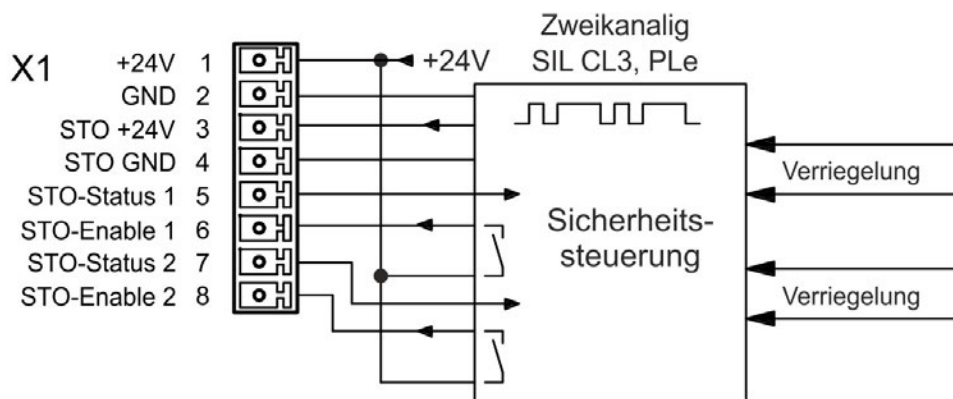 X1
+24V 1
GND 2
STO +24V 3
STO GND 4
STO-Status 1 5
STO-Enable 1 6
STO-Status 2 7
STO-Enable 2 8
+24V
Zweikanalig
SIL CL3, PLe
Sicherheits-
steuerung
Verriegelung
Verriegelung